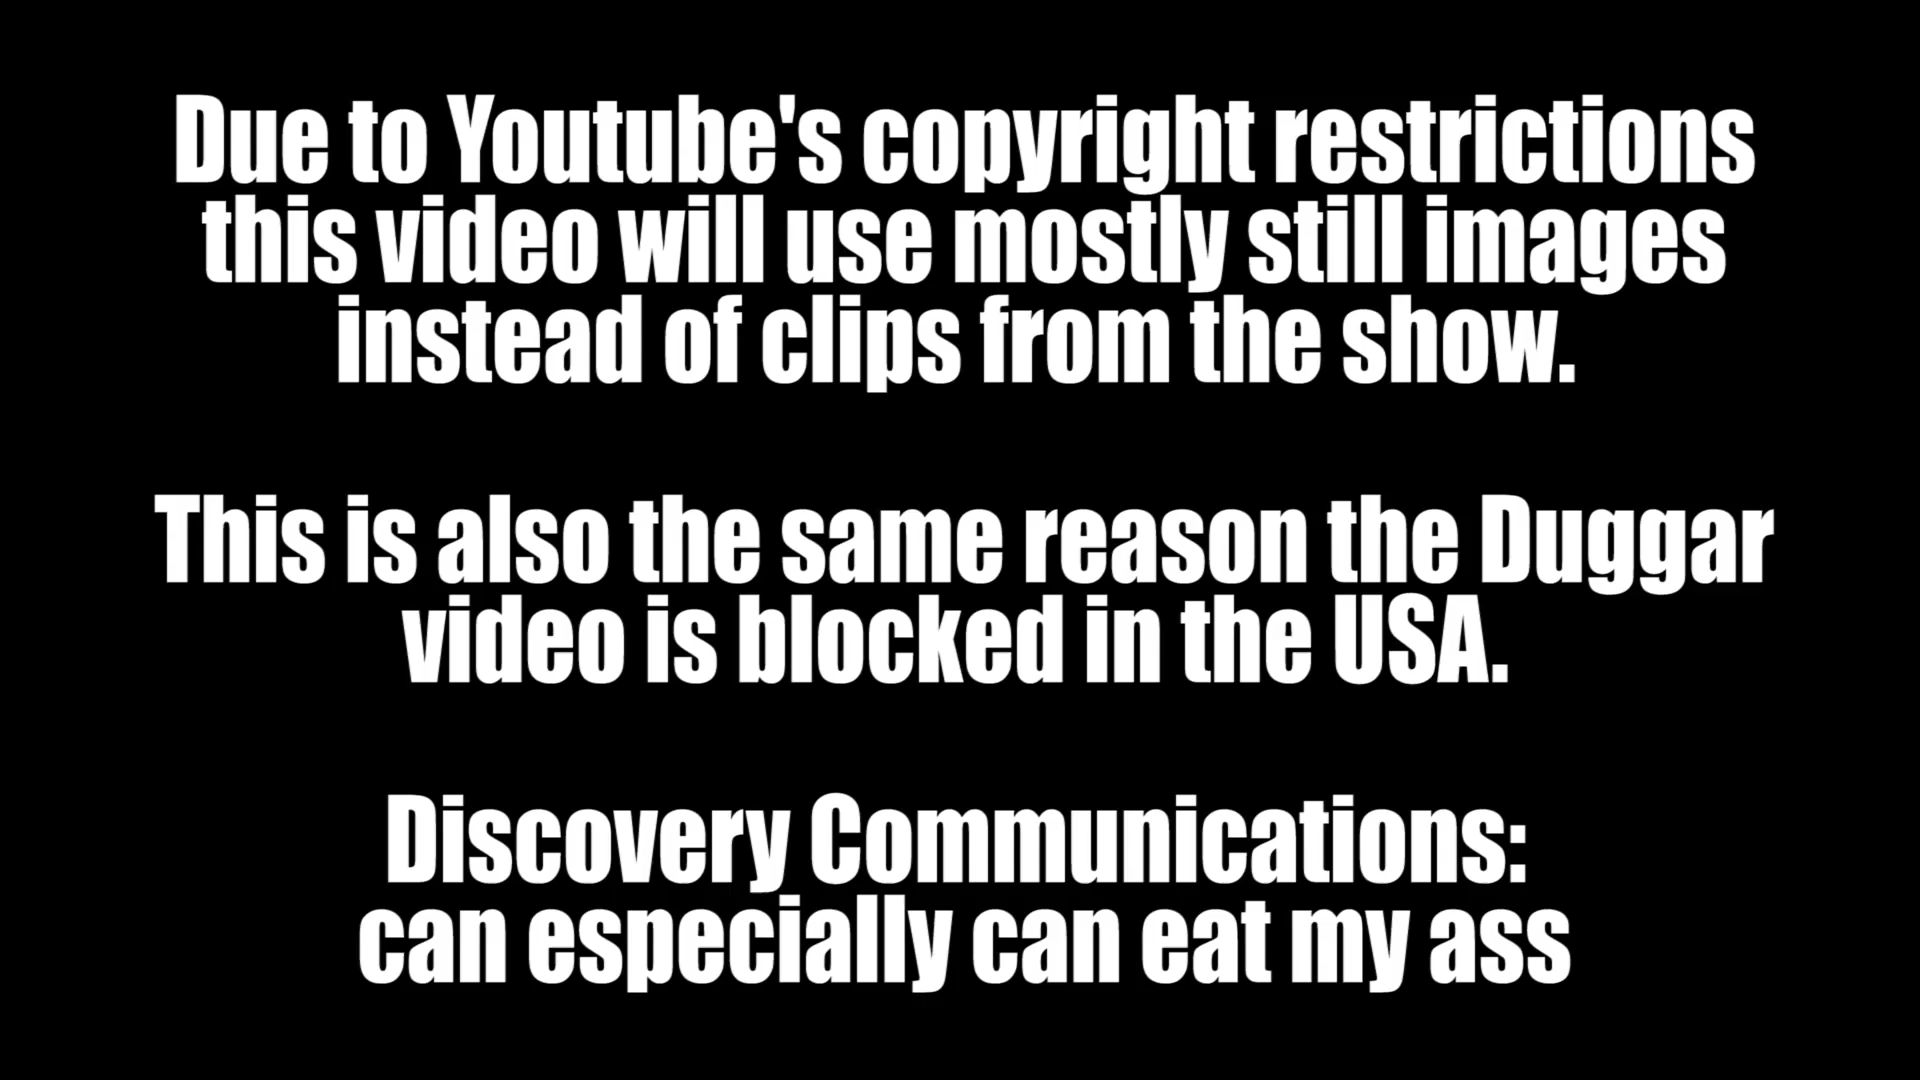 Due to Youtube's copyright restrictions
this video will use mostly still images
instead of clips from the show.
This is also the same reason the Duggar
video is blocked in the USA.
Discovery Communications:
can especially can eat my ass